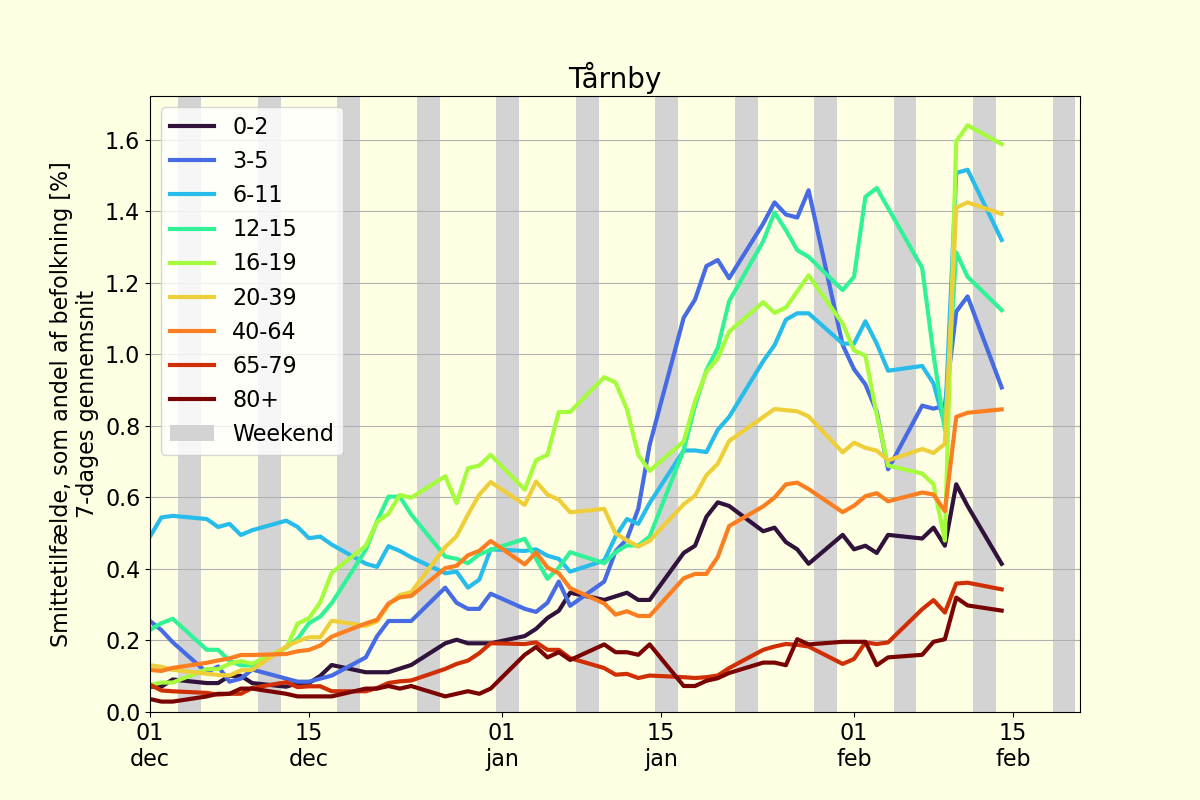 Tårnby
Smittetilfælde, som andel af befolkning [%]
7-dages gennemsnit
1.6
1.4
1.2
1.0
0.8
0.6
0.4
0.2
0.0
0-2
3-5
6-11
12-15
16-19
20-39
40-64
65-79
80+
Weekend
01
dec
15
dec
01
jan
15
jan
01
feb
15
feb